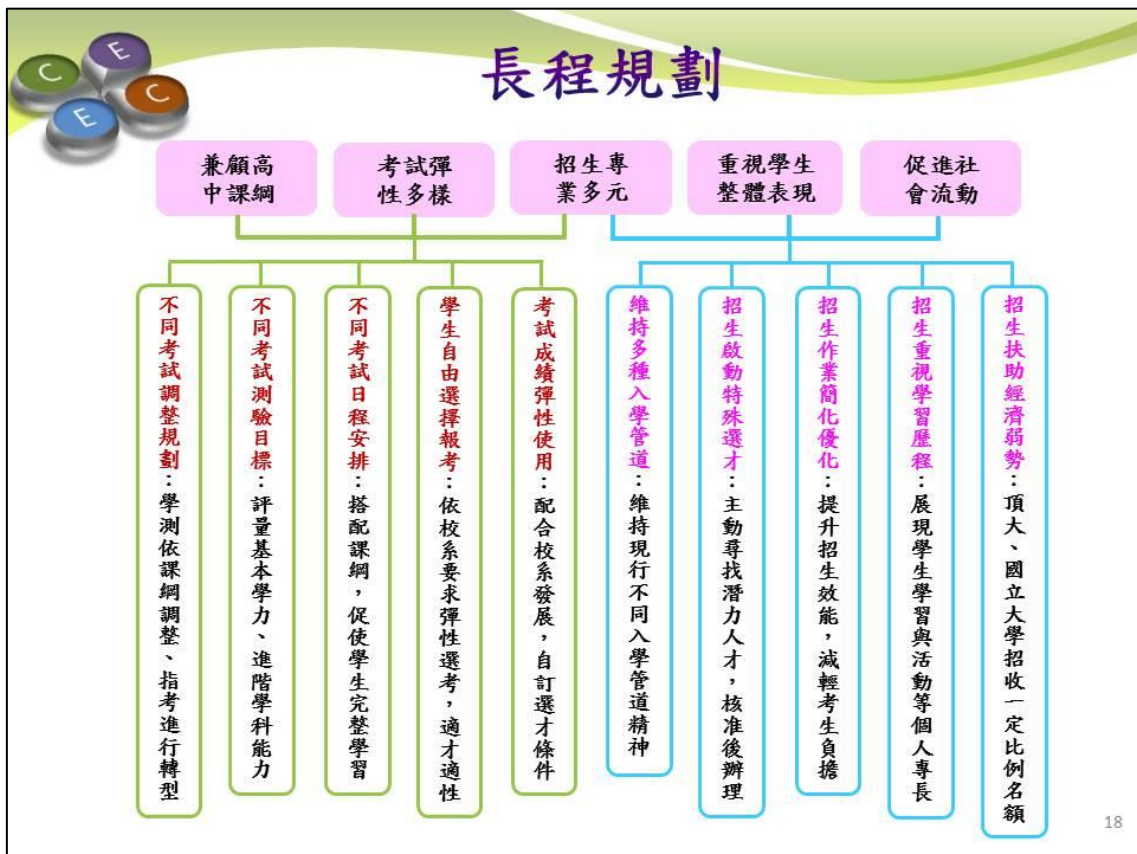 C
E
E
C
長程規劃
兼顧高
中課綱
考試彈
性多樣
招生專
業多元
重視學生
整體表現
促進社
會流動
不同考試調整規劃：學測依課綱調整、指考進行轉型
不同考試測驗目標：評量基本學力、進階學科能力
不同考試日程安排：搭配課綱，促使學生完整學習
學生自由選擇報考：依校系要求彈性選考，適才適性
考試成績彈性使用：配合校系發展，自訂選才條件
維持多種入學管道：維持現行不同入學管道精神
招生啟動特殊選才：主動尋找潛力人才，核准後辦理
招生作業簡化優化：提升招生效能，減輕考生負擔
招生重視學習歷程：展現學生學習與活動等個人專長
招生扶助經濟弱勢：頂大、國立大學招收一定比例名額
18